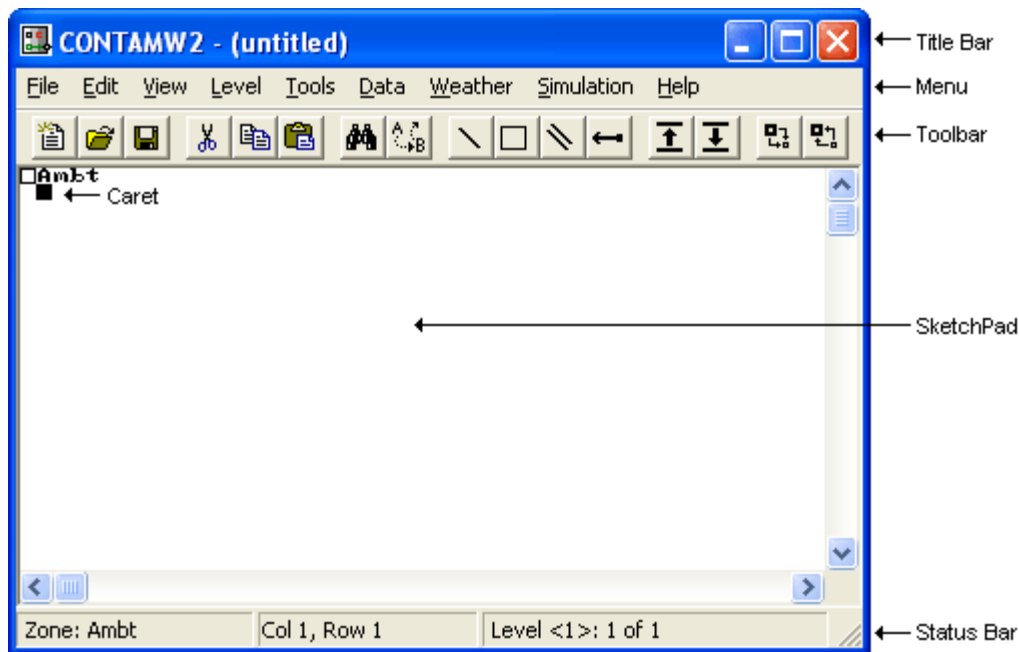 CONTAMW2 - (untitled) Title Bar
File Edit View Level Tools Data Weather Simulation Help Menu
A B Toolbar
Ambt
Caret
SketchPad
Zone: Ambt Col 1, Row 1 Level <1>: 1 of 1 Status Bar